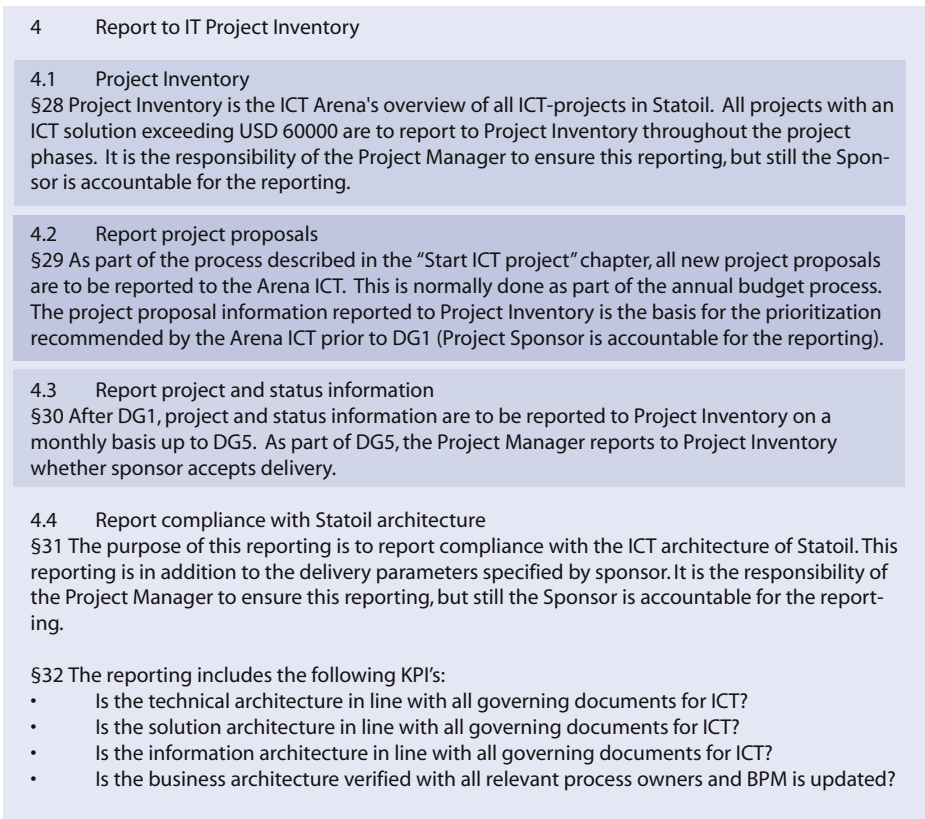 4 Report to IT Project Inventory
4.1 Project Inventory
§28 Project Inventory is the ICT Arena's overview of all ICT-projects in Statoil. All projects with an
ICT solution exceeding USD 60000 are to report to Project Inventory throughout the project
phases. It is the responsibility of the Project Manager to ensure this reporting, but still the Spon-
sor is accountable for the reporting.
4.2 Report project proposals
§29 As part of the process described in the “Start ICT project” chapter, all new project proposals
are to be reported to the Arena ICT. This is normally done as part of the annual budget process.
The project proposal information reported to Project Inventory is the basis for the prioritization
recommended by the Arena ICT prior to DG1 (Project Sponsor is accountable for the reporting).
4.3 Report project and status information
§30 After DG1, project and status information are to be reported to Project Inventory on a
monthly basis up to DG5. As part of DG5, the Project Manager reports to Project Inventory
whether sponsor accepts delivery.
4.4 Report compliance with Statoil architecture
§31 The purpose of this reporting is to report compliance with the ICT architecture of Statoil. This
reporting is in addition to the delivery parameters specified by sponsor. It is the responsibility of
the Project Manager to ensure this reporting, but still the Sponsor is accountable for the report-
ing.
§32 The reporting includes the following KPI's:
• Is the technical architecture in line with all governing documents for ICT?
• Is the solution architecture in line with all governing documents for ICT?
• Is the information architecture in line with all governing documents for ICT?
• Is the business architecture verified with all relevant process owners and BPM is updated?